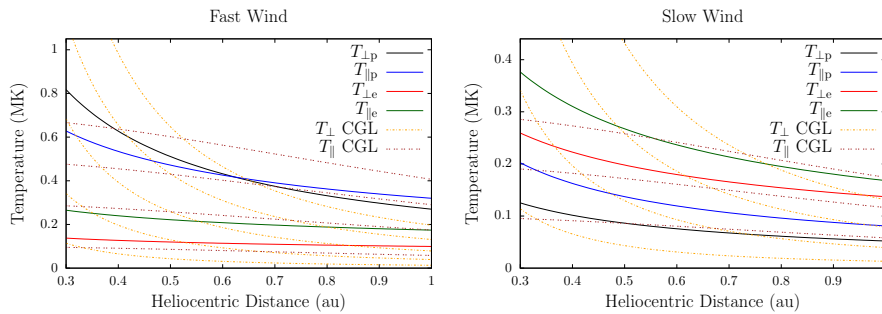 Fast Wind
Temperature (MK)
1
0.8
0.6
0.4
0.2
0
0.3 0.4 0.5 0.6 0.7 0.8 0.9 1
Heliocentric Distance (au)
T⊥p
T∥p
T⊥e
T∥e
T⊥ CGL
T∥ CGL
Slow Wind
Temperature (MK)
0.4
0.3
0.2
0.1
0
0.3 0.4 0.5 0.6 0.7 0.8 0.9
Heliocentric Distance (au)
T⊥p
T∥p
T⊥e
T∥e
T⊥ CGL
T∥ CGL